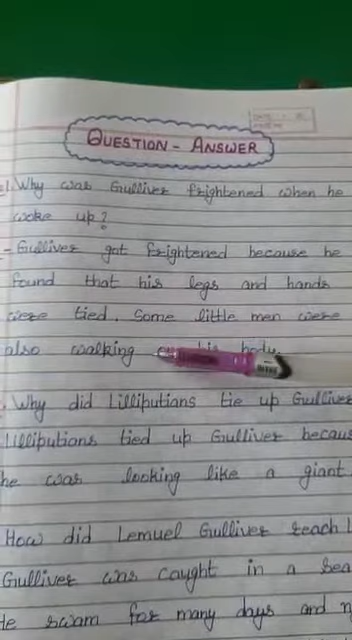 QUESTION - ANSWER
Why was Gulliver frightened when he
woke up?
- Gulliver got frightened because he
found that his legs and hands
were tied. Some little men were
also walking his body.
Why did Lilliputians tie up Gulliver
Lilliputians tied up Gulliver
he was looking like a giant
How did Lemuel Gulliver reach
Gulliver was caught in a
He swam for many days and